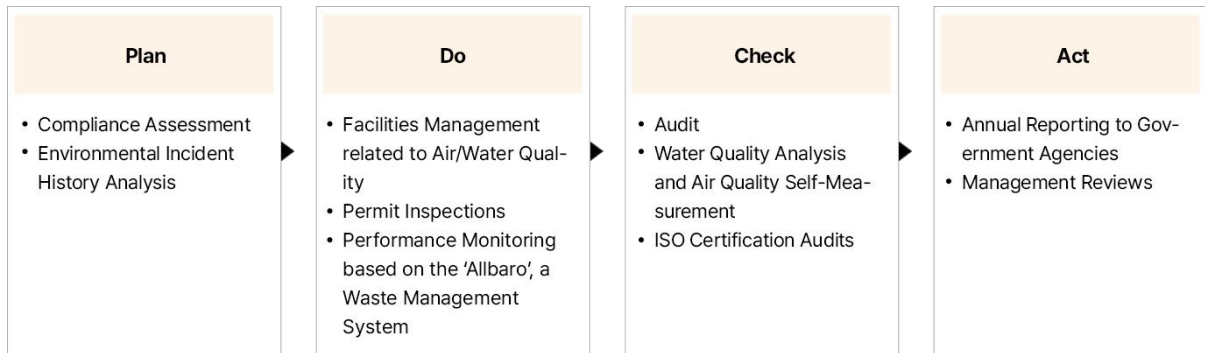 Plan
• Compliance Assessment
• Environmental Incident
History Analysis
Do
• Facilities Management
related to Air/Water Qual-
ity
• Permit Inspections
• Performance Monitoring
based on the ‘Allbaro’, a
Waste Management
System
Check
• Audit
• Water Quality Analysis
and Air Quality Self-Mea-
surement
• ISO Certification Audits
Act
• Annual Reporting to Gov-
ernment Agencies
• Management Reviews